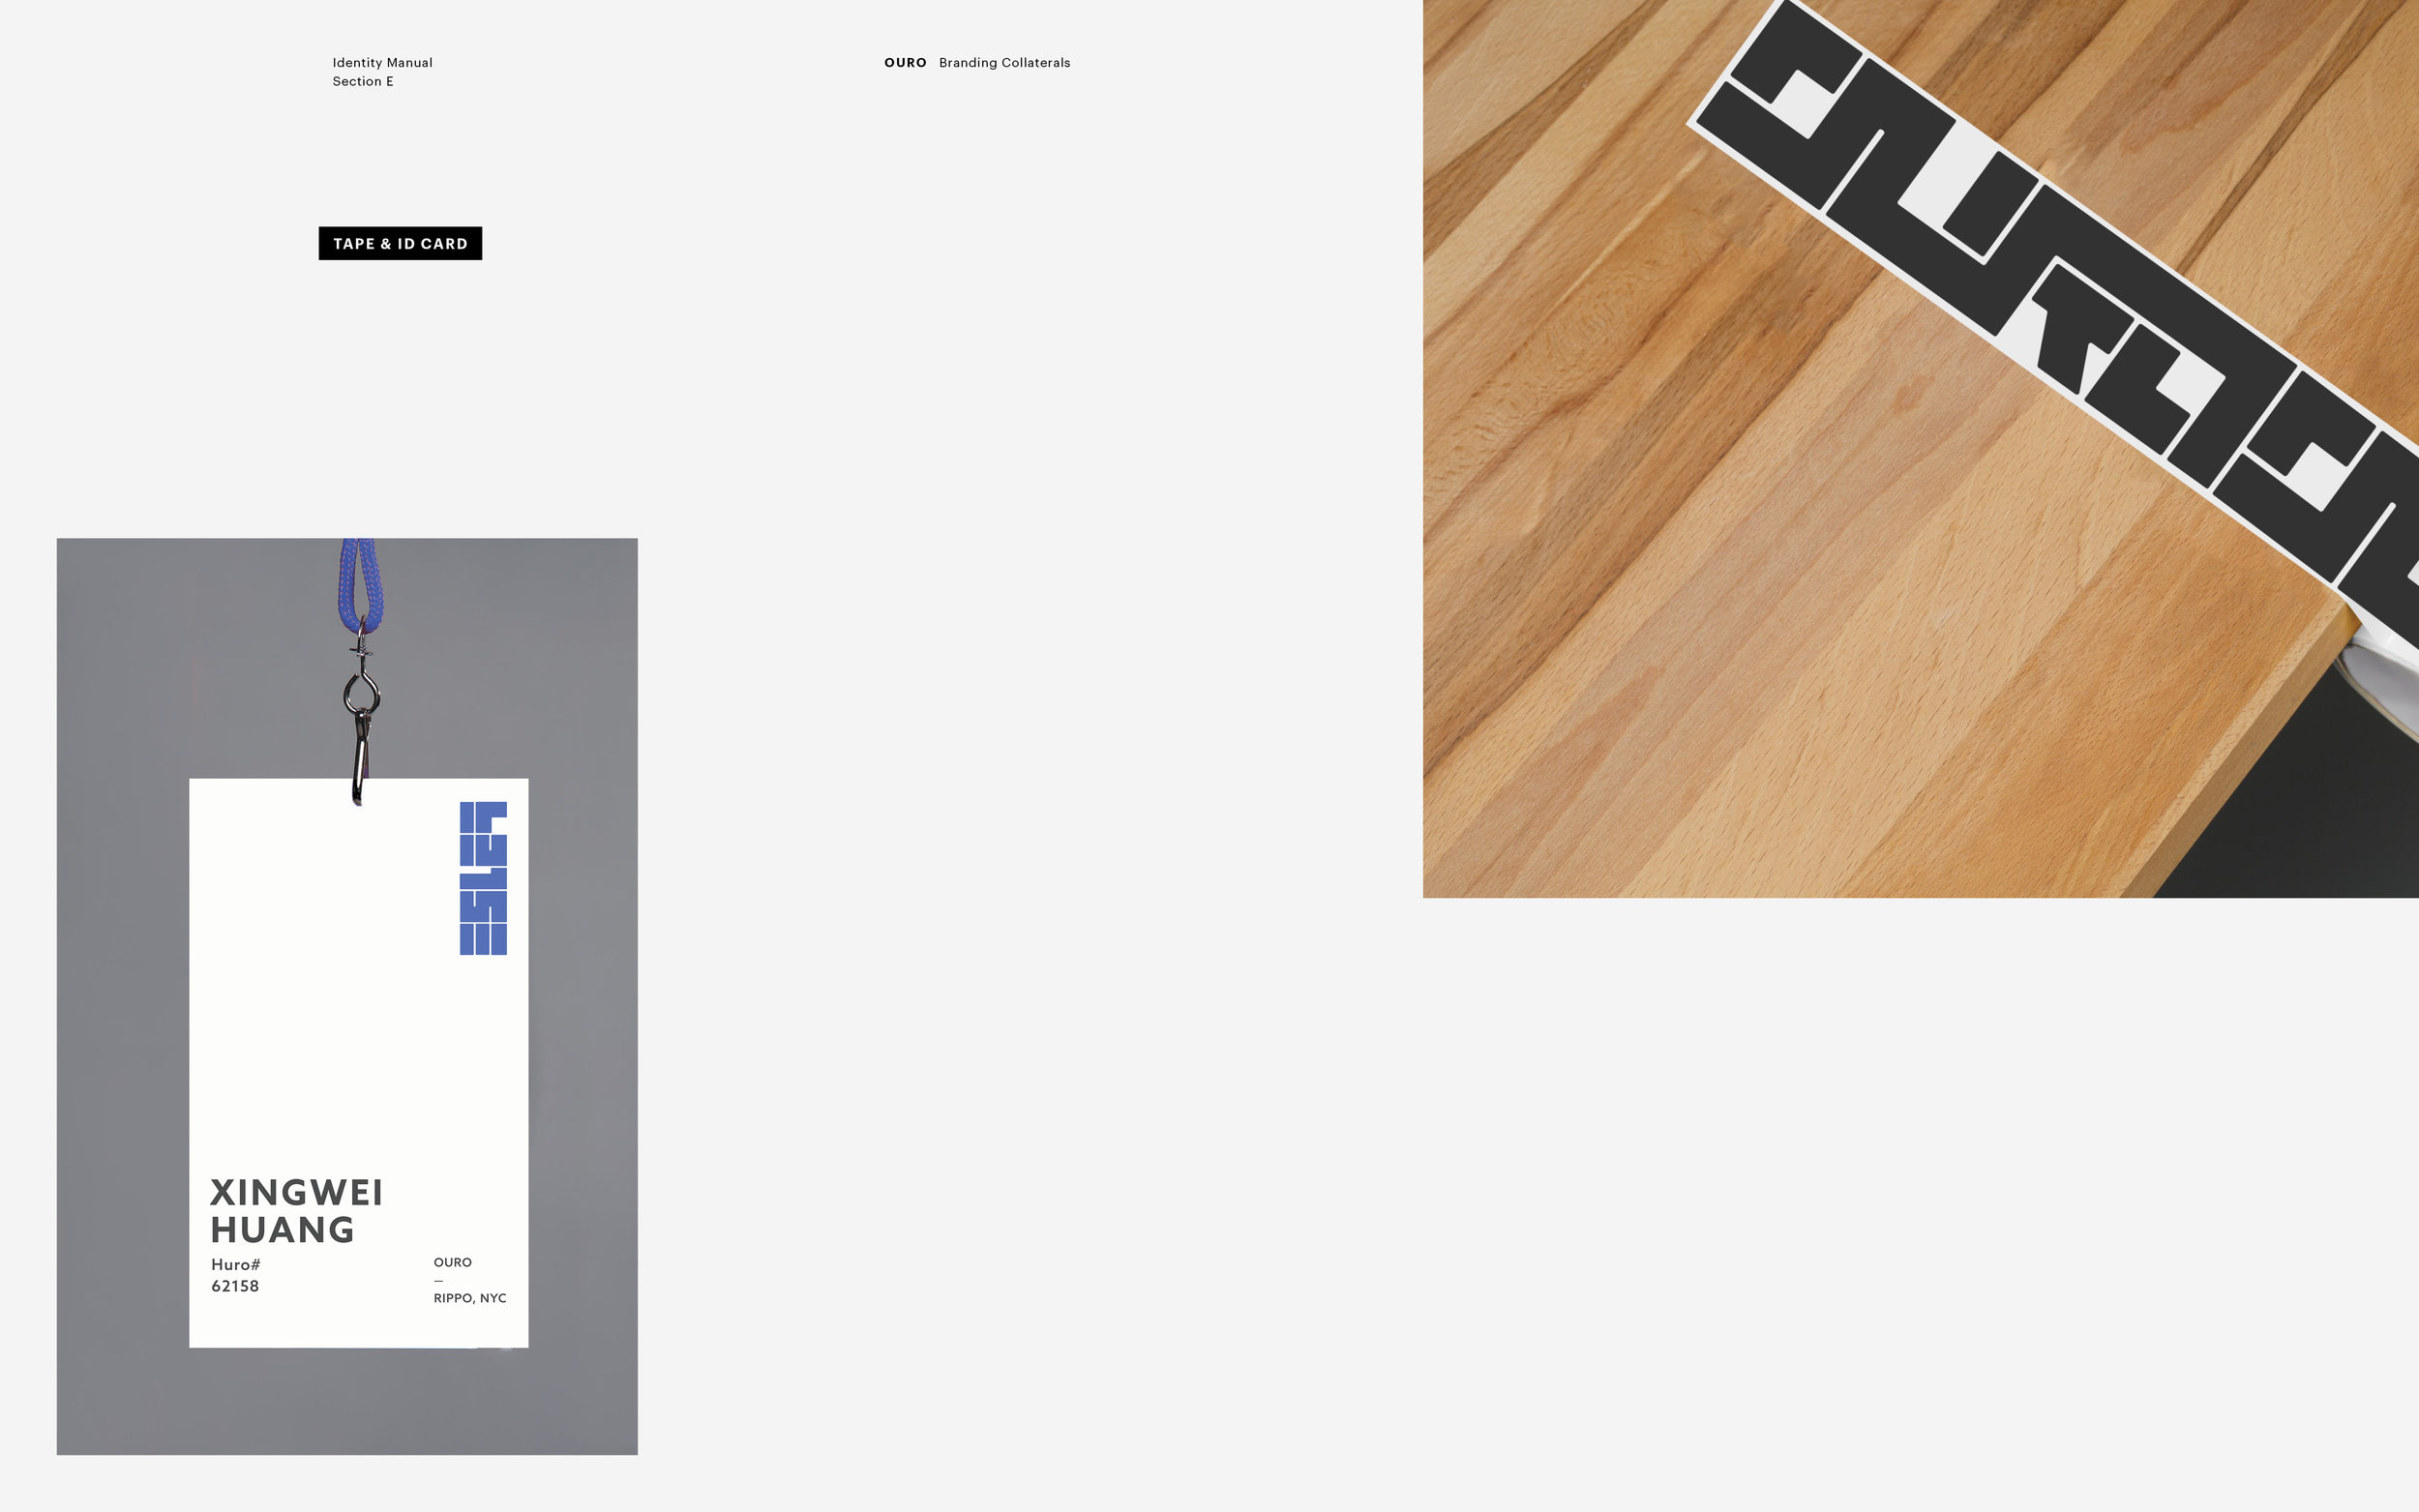 Identity Manual
Section E
OURO Branding Collaterals
TAPE & ID CARD
XINGWEI
HUANG
Huro#
62158
OURO
—
RIPPO, NYC